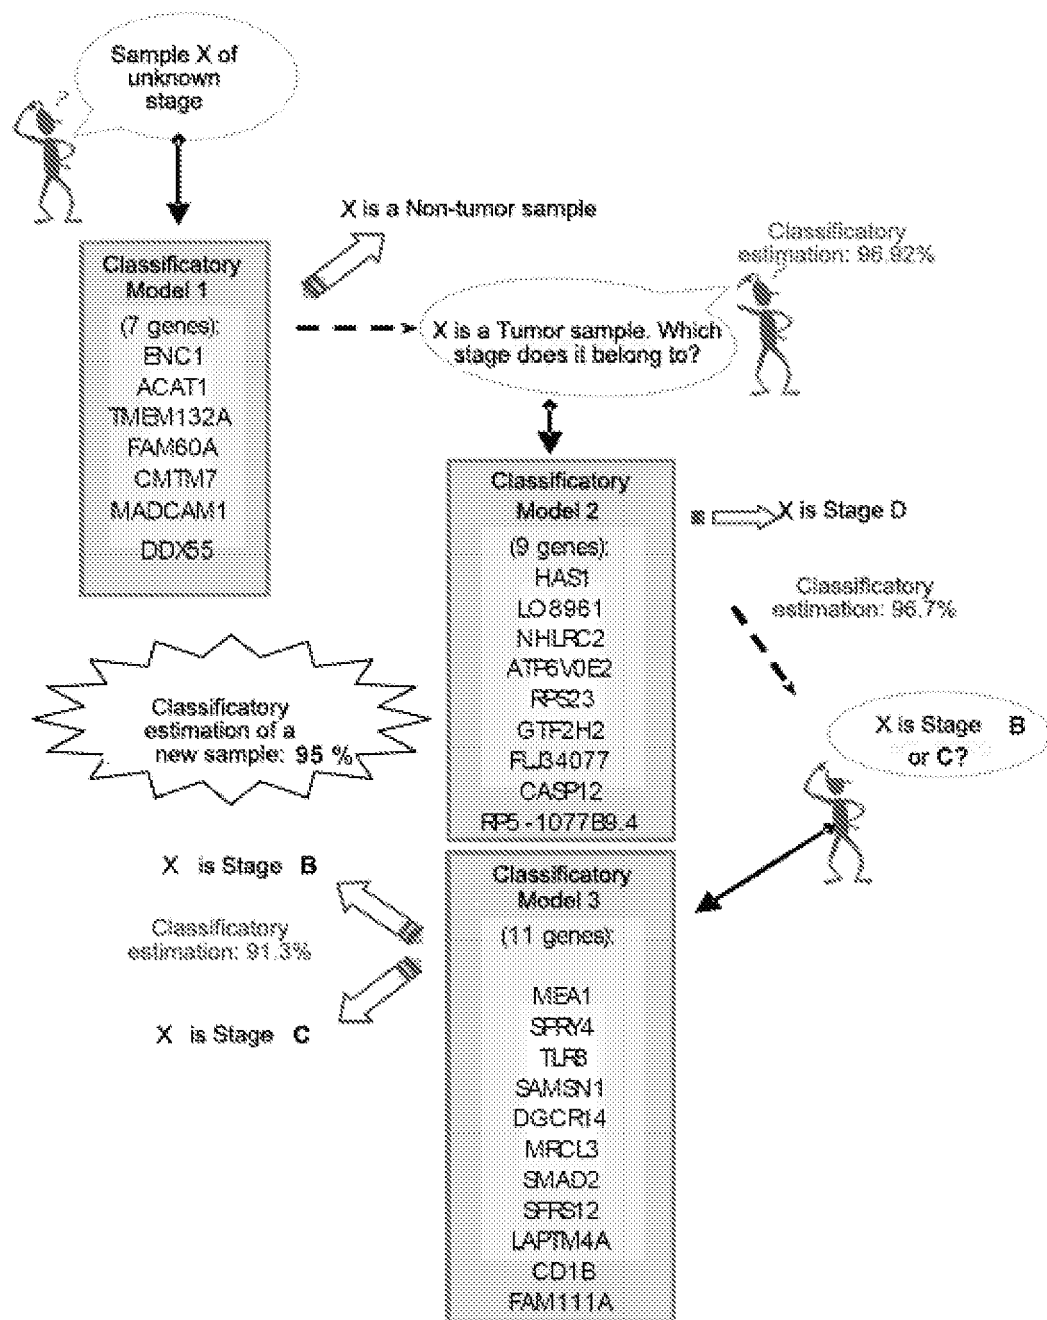 Sample X of
unknown
stage
X is a Non-tumor sample
Classificatory
estimation: 96.92%
Classificatory
Model 1
(7 genes):
ENC1
ACAT1
TMEM132A
FAM60A
CMTM7
MADCAM1
DDX55
X is a Tumor sample. Which
stage does it belong to?
Classificatory
Model 2
(9 genes):
HAS1
NHLRC2
ATP6V0E2
RPS23
GTF2H2
FLJ34077
CASP12
RP5-1077B9.4
X is Stage D
Classificatory
estimation: 96.7%
Classificatory
estimation of a
new sample: 95 %
X is Stage B
or C?
X is Stage B
Classificatory
estimation: 91.3%
X is Stage C
Classificatory
Model 3
(11 genes):
MEA1
SPRY4
SAMSN1
DGCR14
MRCL3
SMAD2
SFRS12
LAPTM4A
CD1B
FAM111A